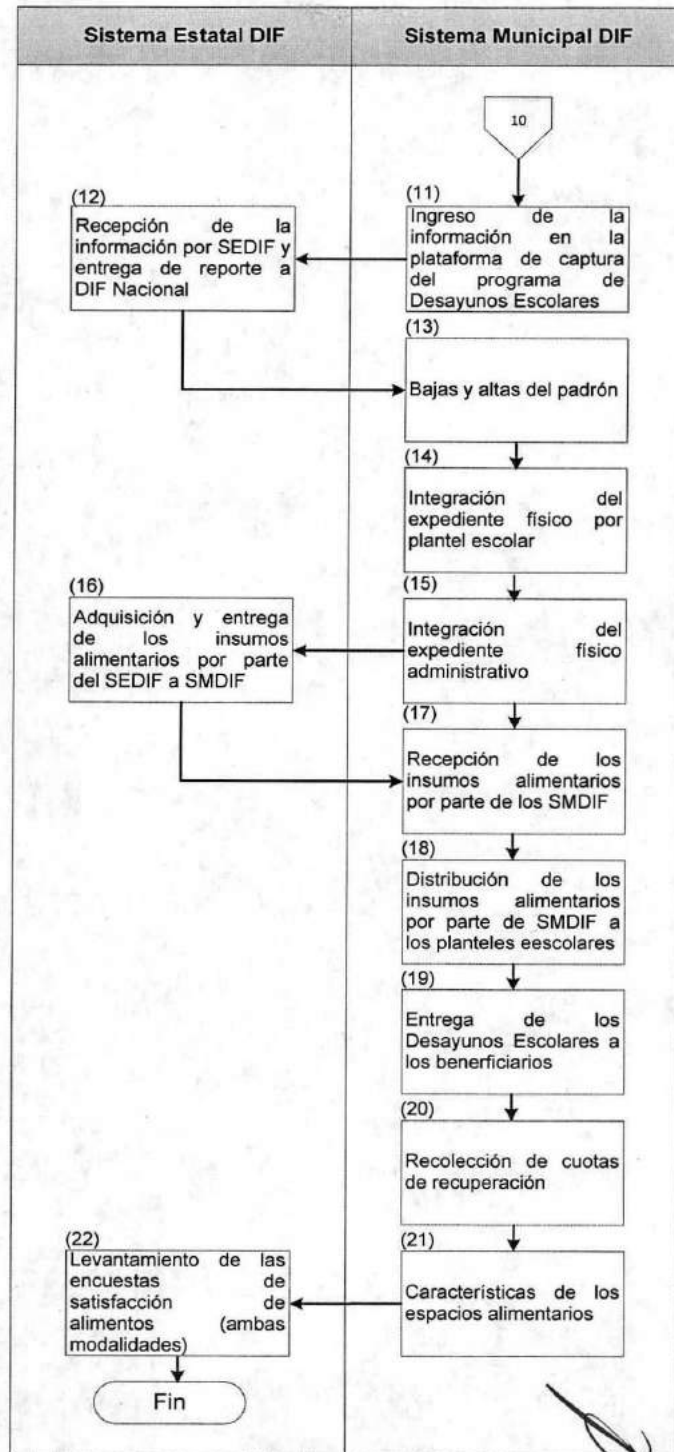 Sistema Estatal DIF
Sistema Municipal DIF
10
(11)
Ingreso de la
información en la
plataforma de captura
del programa de
Desayunos Escolares
(12)
Recepción de la
información por SEDIF y
entrega de reporte a
DIF Nacional
(13)
Bajas y altas del padrón
(14)
Integración del
expediente físico por
plantel escolar
(15)
Integración del
expediente físico
administrativo
(16)
Adquisición y entrega
de los insumos
alimentarios por parte
del SEDIF a SMDIF
(17)
Recepción de los
insumos alimentarios
por parte de los SMDIF
(18)
Distribución de los
insumos alimentarios
por parte de SMDIF a
los planteles eescolares
(19)
Entrega de los
Desayunos Escolares a
los benerficiarios
(20)
Recolección de cuotas
de recuperación
(21)
Características de los
espacios alimentarios
(22)
Levantamiento de las
encuestas de
satisfacción de
alimentos (ambas
modalidades)
Fin